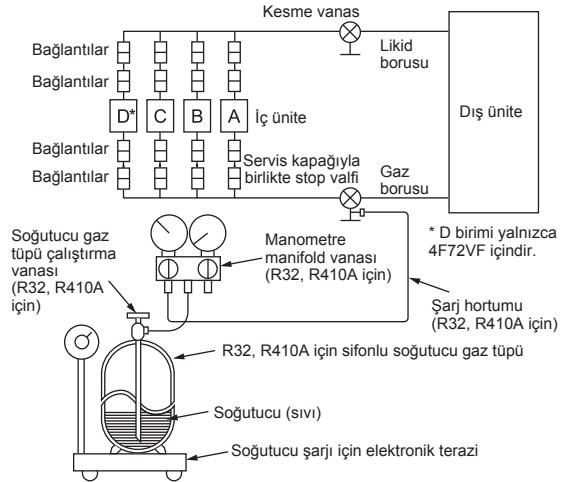 Kesme vanas
Bağlantılar
Likid
borusu
Bağlantılar
D*
C
B
A
İç ünite
Dış ünite
Bağlantılar
Servis kapağıyla
birlikte stop valfi
Gaz
borusu
Bağlantılar
* D birimi yalnızca
4F72VF içindir.
Soğutucu gaz
tüpü çalıştırma
vanası
(R32, R410A
için)
Manometre
manifold vanası
(R32, R410A için)
Şarj hortumu
(R32, R410A için)
R32, R410A için sifonlu soğutucu gaz tüpü
Soğutucu (sıvı)
Soğutucu şarjı için elektronik terazi